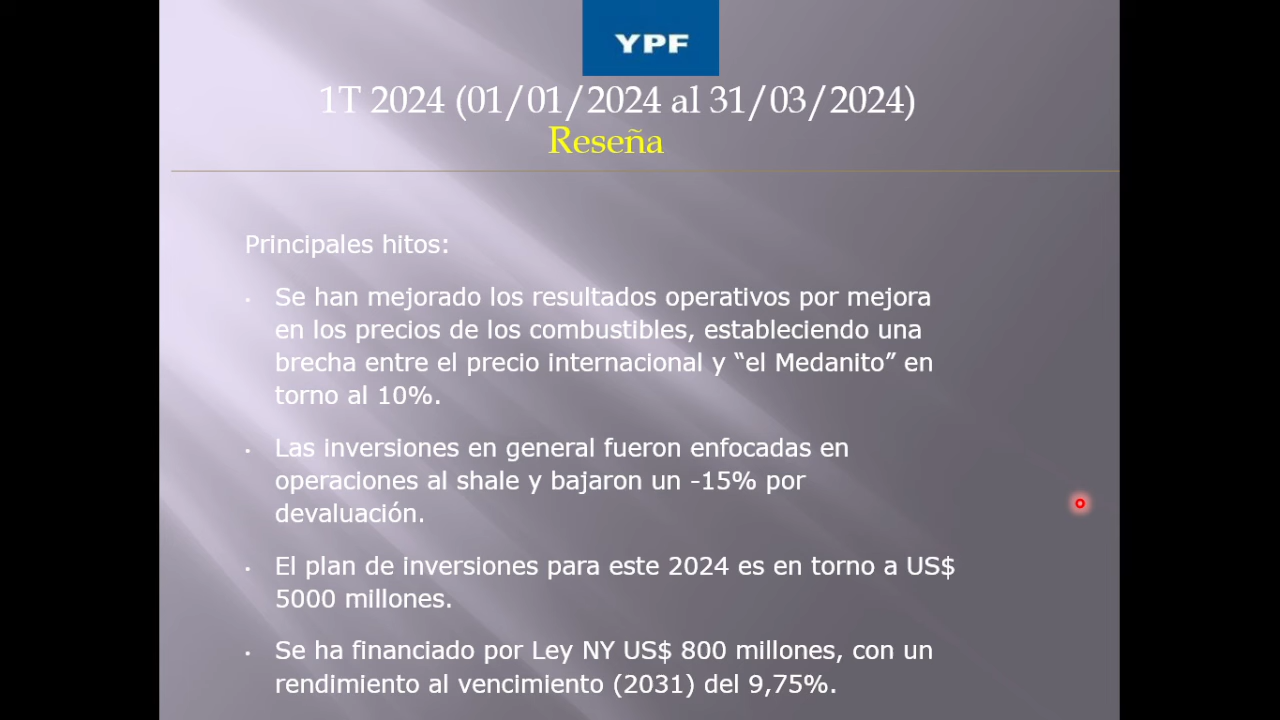 YPF
1T 2024 (01/01/2024 al 31/03/2024)
Reseña
Principales hitos:
• Se han mejorado los resultados operativos por mejora
en los precios de los combustibles, estableciendo una
brecha entre el precio internacional y “el Medanito” en
torno al 10%.
• Las inversiones en general fueron enfocadas en
operaciones al shale y bajaron un -15% por
devaluación.
• El plan de inversiones para este 2024 es en torno a US$
5000 millones.
• Se ha financiado por Ley NY US$ 800 millones, con un
rendimiento al vencimiento (2031) del 9,75%.